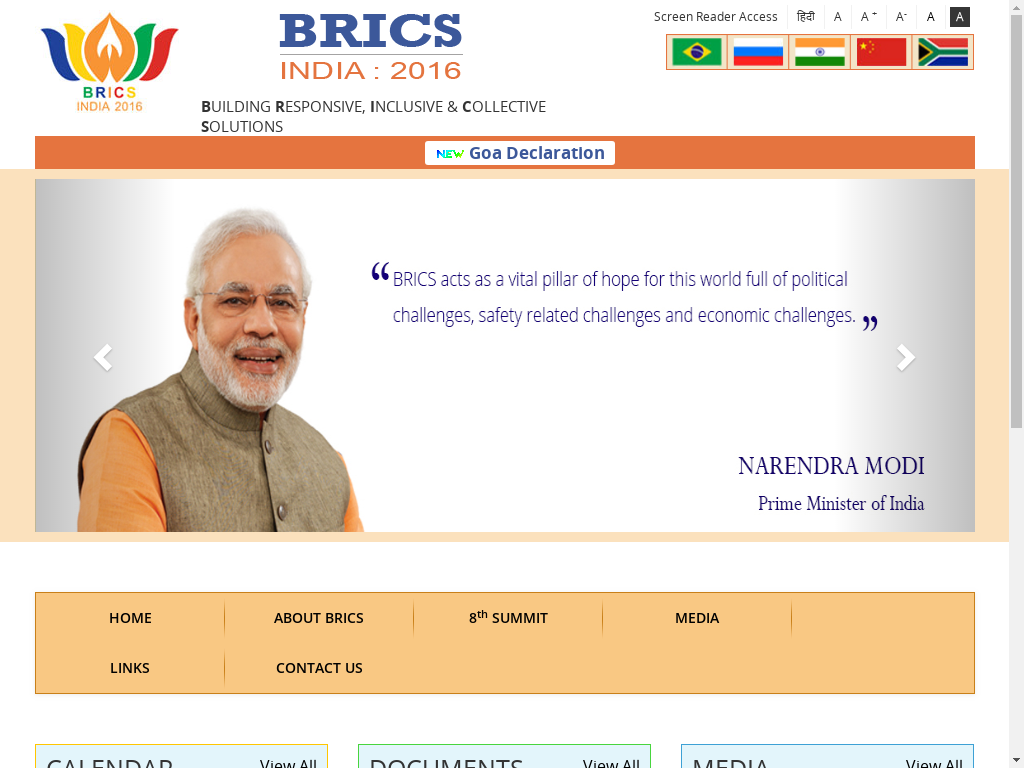 Screen Reader Access हिंदी A A + A- A A
BRICS
INDIA : 2016
BRICS
INDIA 2016
BUILDING RESPONSIVE, INCLUSIVE & COLLECTIVE
SOLUTIONS
NEW Goa Declaration
“BRICS acts as a vital pillar of hope for this world full of political
challenges, safety related challenges and economic challenges. ”
NARENDRA MODI
Prime Minister of India
HOME ABOUT BRICS 8th SUMMIT MEDIA
LINKS CONTACT US
CALENDAR View All DOCUMENTS View All MEDIA View All